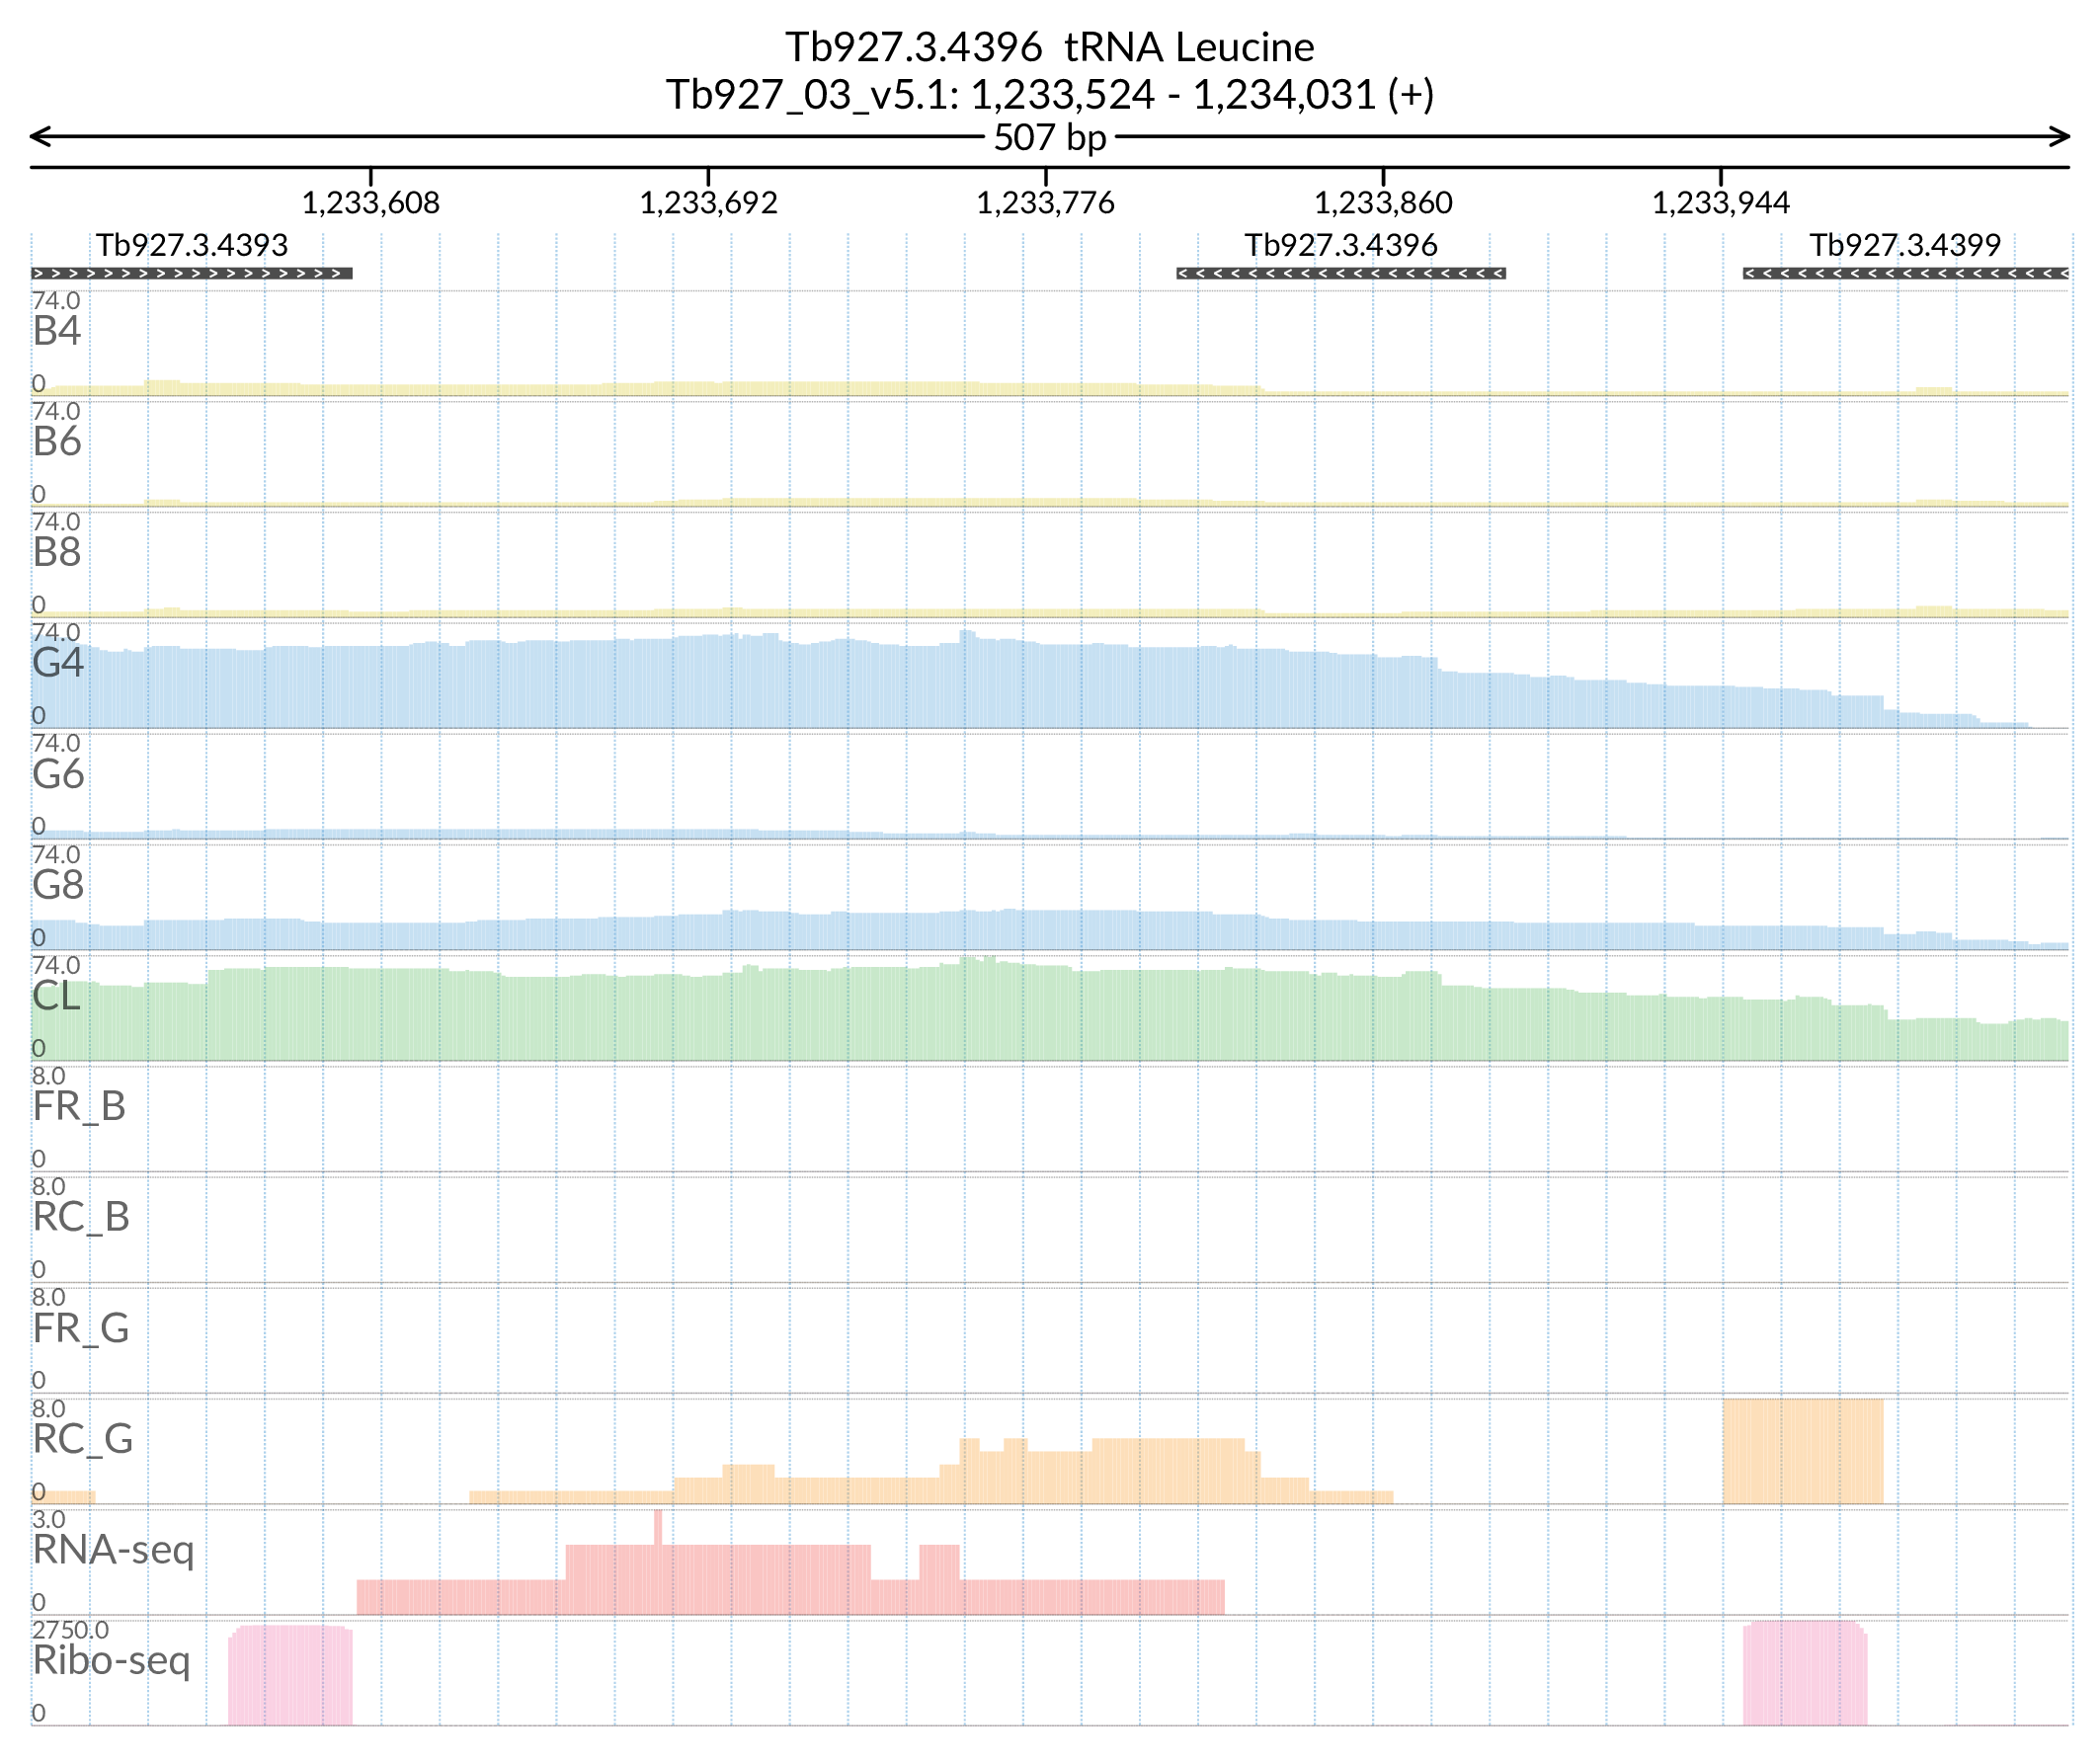 Tb927.3.4396 tRNA Leucine
Tb927_03_v5.1: 1,233,524 - 1,234,031 (+)
507 bp
1,233,608 1,233,692 1,233,776 1,233,860 1,233,944
Tb927.3.4393 Tb927.3.4396 Tb927.3.4399
74.0
B4
0
74.0
B6
0
74.0
B8
0
74.0
G4
0
74.0
G6
0
74.0
G8
0
74.0
CL
0
8.0
FR_B
0
8.0
RC_B
0
8.0
FR_G
0
8.0
RC_G
0
3.0
RNA-seq
0
2750.0
Ribo-seq
0